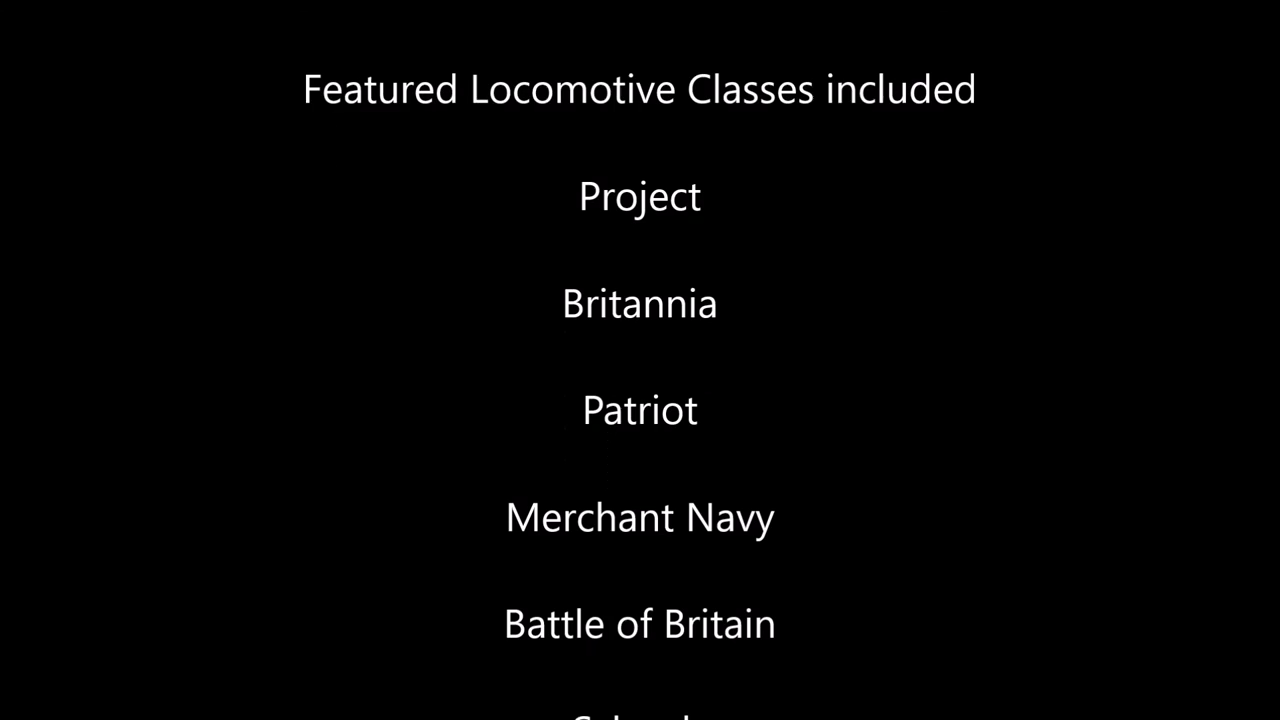 Featured Locomotive Classes included
Project
Britannia
Patriot
Merchant Navy
Battle of Britain